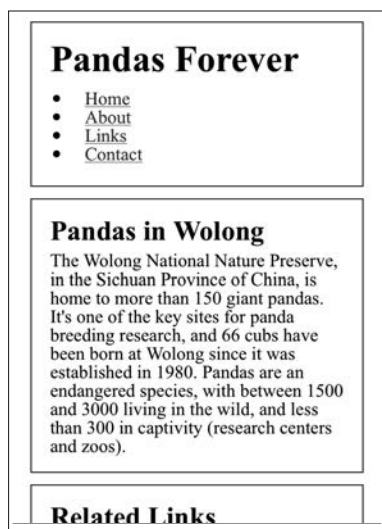 Pandas Forever
Home
About
Links
Contact
Pandas in Wolong
The Wolong National Nature Preserve,
in the Sichuan Province of China, is
home to more than 150 giant pandas.
It's one of the key sites for panda
breeding research, and 66 cubs have
been born at Wolong since it was
established in 1980. Pandas are an
endangered species, with between 1500
and 3000 living in the wild, and less
than 300 in captivity (research centers
and zoos).
Related Links